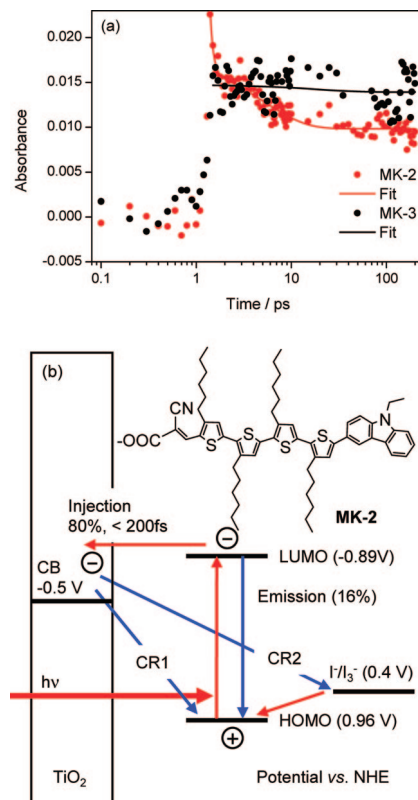 (a)
0.020
0.015
0.010
0.005
0.000
-0.005
Absorbance
MK-2
Fit
MK-3
Fit
0.1
1
10
100
Time / ps
(b)
CN
-OOC
S
S
S
S
N
MK-2
Injection
80%, < 200fs
−
LUMO (-0.89V)
CB
-0.5 V
−
Emission (16%)
CR1
CR2
I-/I3- (0.4 V)
hν
HOMO (0.96 V)
+
TiO2
Potential vs. NHE